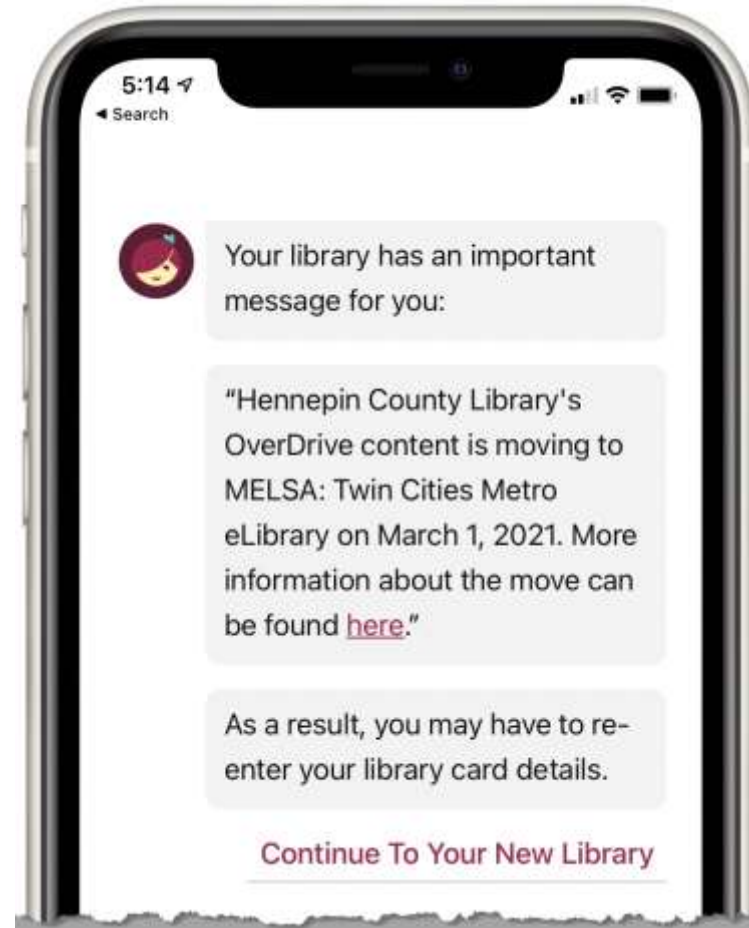 5:14
◀ Search
Your library has an important
message for you:
“Hennepin County Library's
OverDrive content is moving to
MELSA: Twin Cities Metro
eLibrary on March 1, 2021. More
information about the move can
be found here.”
As a result, you may have to re-
enter your library card details.
Continue To Your New Library